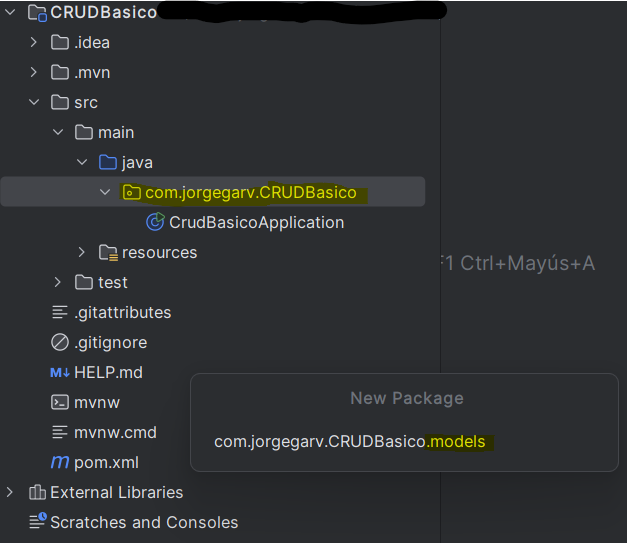 CRUDBasico
.idea
.mvn
src
main
java
com.jorgegarv.CRUDBasico
CrudBasicoApplication
resources
test
.gitattributes
.gitignore
M↓ HELP.md
mvnw
mvnw.cmd
m pom.xml
External Libraries
Scratches and Consoles
F1 Ctrl+Mayús+A
New Package
com.jorgegarv.CRUDBasico.models